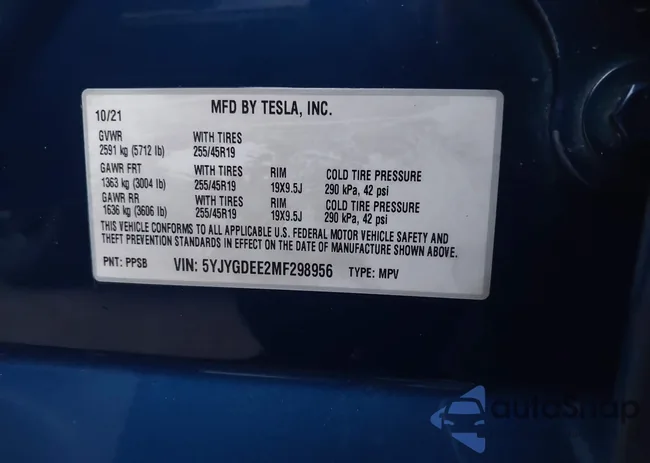 10/21 MFD BY TESLA, INC.
GVWR WITH TIRES
2591 kg (5712 lb) 255/45R19
GAWR FRT WITH TIRES RIM COLD TIRE PRESSURE
1363 kg (3004 lb) 255/45R19 19X9.5J 290 kPa, 42 psi
GAWR RR WITH TIRES RIM COLD TIRE PRESSURE
1636 kg (3606 lb) 255/45R19 19X9.5J 290 kPa, 42 psi
THIS VEHICLE CONFORMS TO ALL APPLICABLE U.S. FEDERAL MOTOR VEHICLE SAFETY AND
THEFT PREVENTION STANDARDS IN EFFECT ON THE DATE OF MANUFACTURE SHOWN ABOVE.
PNT: PPSB VIN: 5YJYGDEE2MF298956 TYPE: MPV
autoSnap